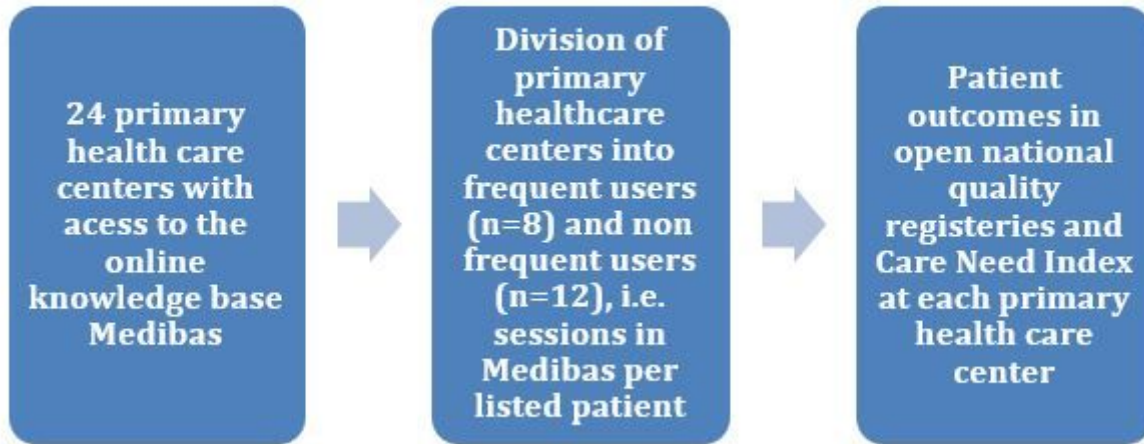 24 primary
health care
centers with
acess to the
online
knowledge base
Medibas
Division of
primary
healthcare
centers into
frequent users
(n=8) and non
frequent users
(n=12), i.e.
sessions in
Medibas per
listed patient
Patient
outcomes in
open national
quality
registeries and
Care Need Index
at each primary
health care
center